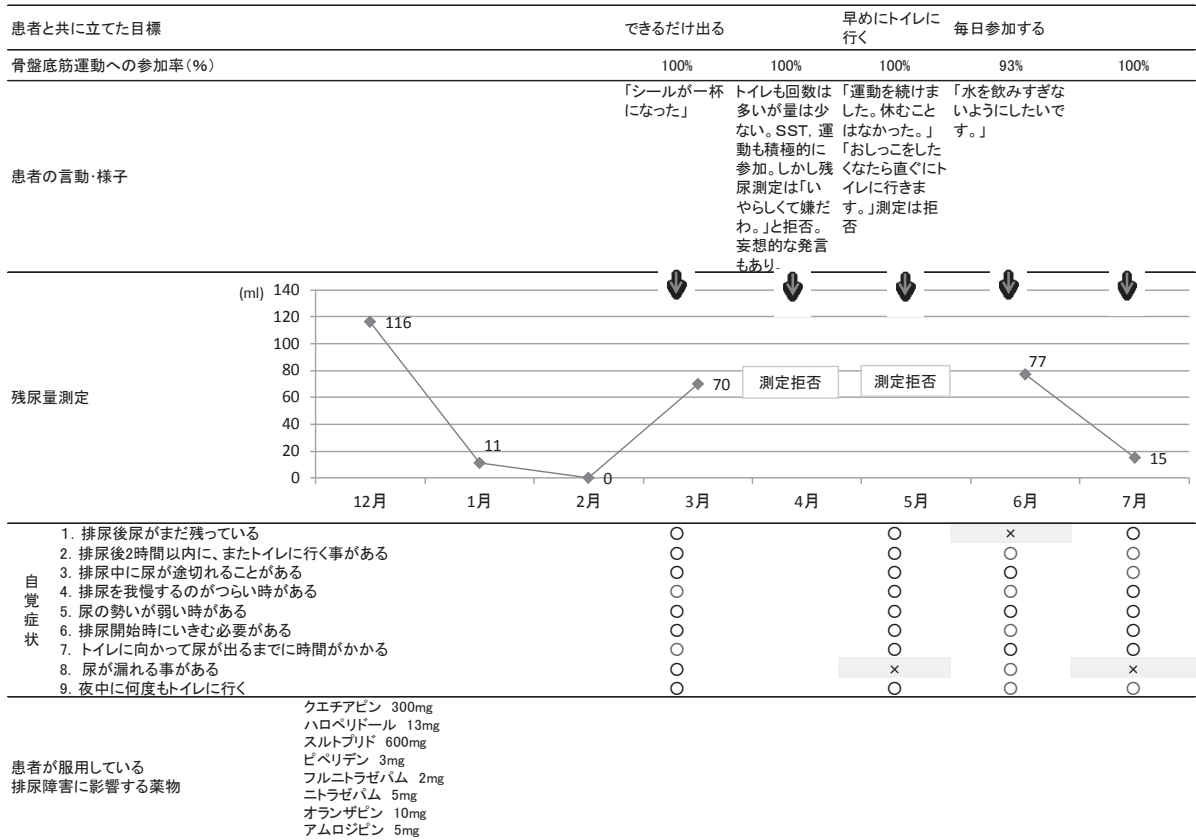 患者と共に立てた目標
できるだけ出る
早めにトイレに
行く
毎日参加する
骨盤底筋運動への参加率(%)
100%
100%
100%
93%
100%
患者の言動・様子
「シールが一杯
になった」
トイレも回数は
多いが量は少
ない。SST, 運
動も積極的に
参加。しかし残
尿測定は「い
やらしくて嫌だ
わ。」と拒否。
妄想的な発言
もあり.
「運動を続けま
した。休むこと
はなかった。」
「おしっこをした
くなたら直ぐにト
イレに行きま
す。」測定は拒
否
「水を飲みすぎな
いようにしたいで
す。」
残尿量測定
(ml)
140
120
100
80
60
40
20
0
116
11
0
70
測定拒否
測定拒否
77
15
12月
1月
2月
3月
4月
5月
6月
7月
自覚症状
1. 排尿後尿がまだ残っている ○ ○ × ○
2. 排尿後2時間以内に、またトイレに行く事がある ○ ○ ○ ○
3. 排尿中に尿が途切れることがある ○ ○ ○ ○
4. 排尿を我慢するのがつらい時がある ○ ○ ○ ○
5. 尿の勢いが弱い時がある ○ ○ ○ ○
6. 排尿開始時にいきむ必要がある ○ ○ ○ ○
7. トイレに向かって尿が出るまでに時間がかかる ○ ○ ○ ○
8. 尿が漏れる事がある ○ × ○ ×
9. 夜中に何度もトイレに行く ○ ○ ○ ○
患者が服用している
排尿障害に影響する薬物
クエチアピン 300mg
ハロペリドール 13mg
スルトプリド 600mg
ビペリデン 3mg
フルニトラゼパム 2mg
ニトラゼパム 5mg
オランザピン 10mg
アムロジピン 5mg